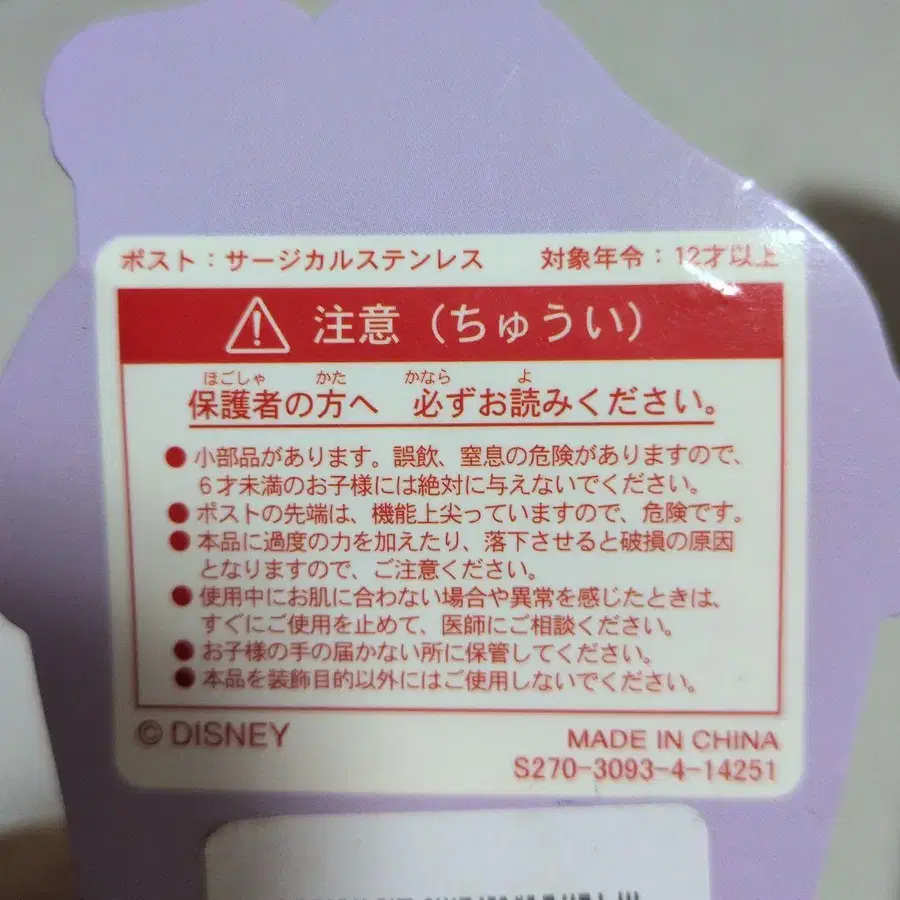 ポスト：サージカルステンレス　対象年令：12才以上
注意（ちゅうい）
ほごしゃ　かた　かなら　よ
保護者の方へ　必ずお読みください。
●小部品があります。誤飲、窒息の危険がありますので、
6才未満のお子様には絶対に与えないでください。
●ポストの先端は、機能上尖っていますので、危険です。
●本品に過度の力を加えたり、落下させると破損の原因
となりますので、ご注意ください。
●使用中にお肌に合わない場合や異常を感じたときは、
すぐにご使用を止めて、医師にご相談ください。
●お子様の手の届かない所に保管してください。
●本品を装飾目的以外にはご使用しないでください。
© DISNEY
MADE IN CHINA
S270-3093-4-14251